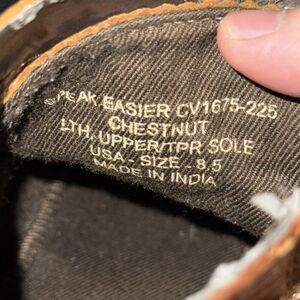 SPEAK EASIER CV1675-225
CHESTNUT
LTH. UPPER/TPR SOLE
USA - SIZE - 8.5
MADE IN INDIA